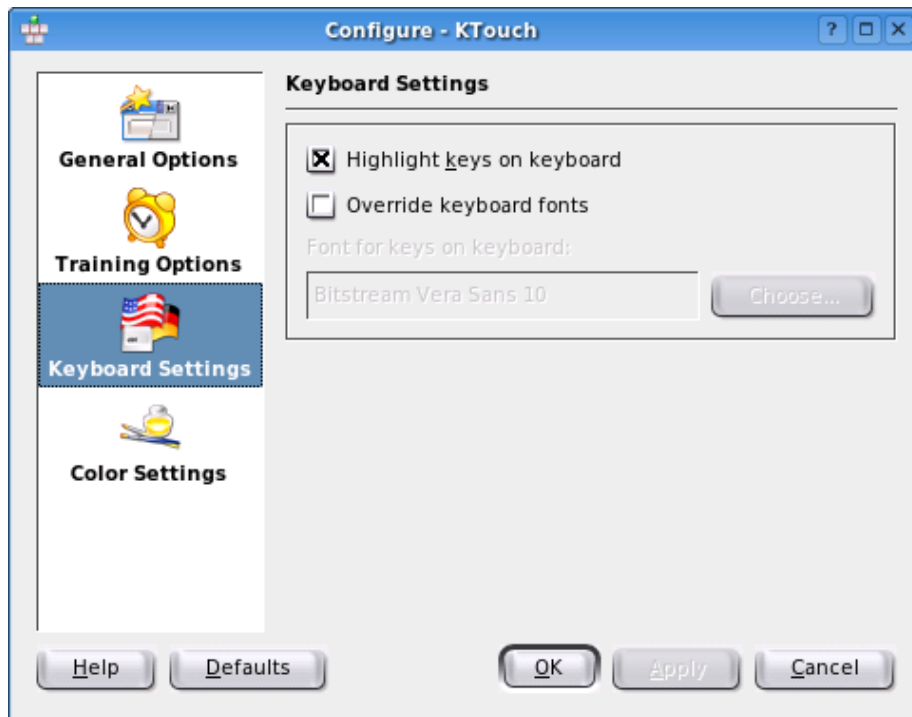 Configure - KTouch
General Options
Training Options
Keyboard Settings
Color Settings
Keyboard Settings
Highlight keys on keyboard
Override keyboard fonts
Font for keys on keyboard:
Bitstream Vera Sans 10
Choose...
Help
Defaults
OK
Apply
Cancel